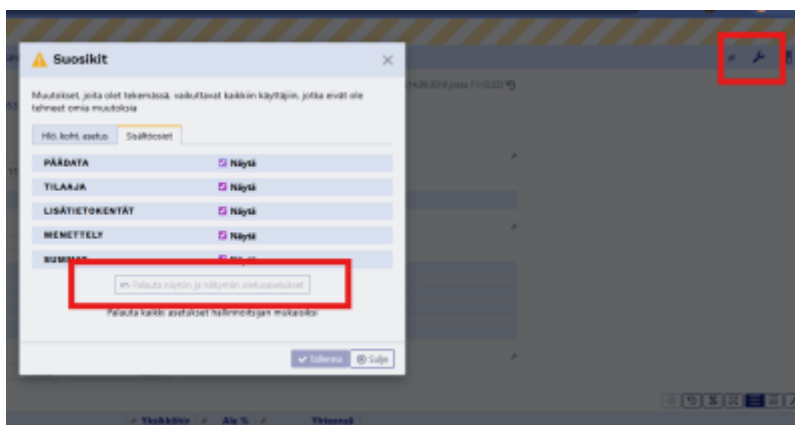 Suosikit
Muutokset, joita olet tekemässä, vaikuttavat kaikkiin käyttäjiin, jotka eivät ole
tehneet omia muutoksia
Hlö. koht. asetus Sisältöosiot
PÄÄDATA Näytä
TILAAJA Näytä
LISÄTIETOKENTÄT Näytä
MENETTELY Näytä
Palauta näytön ja näkymän oletusasetukset
Palauta kaikki asetukset hallinnoitsijan mukaisiksi
Tallenna Sulje
Yksikköhir Ale % Yhteensä